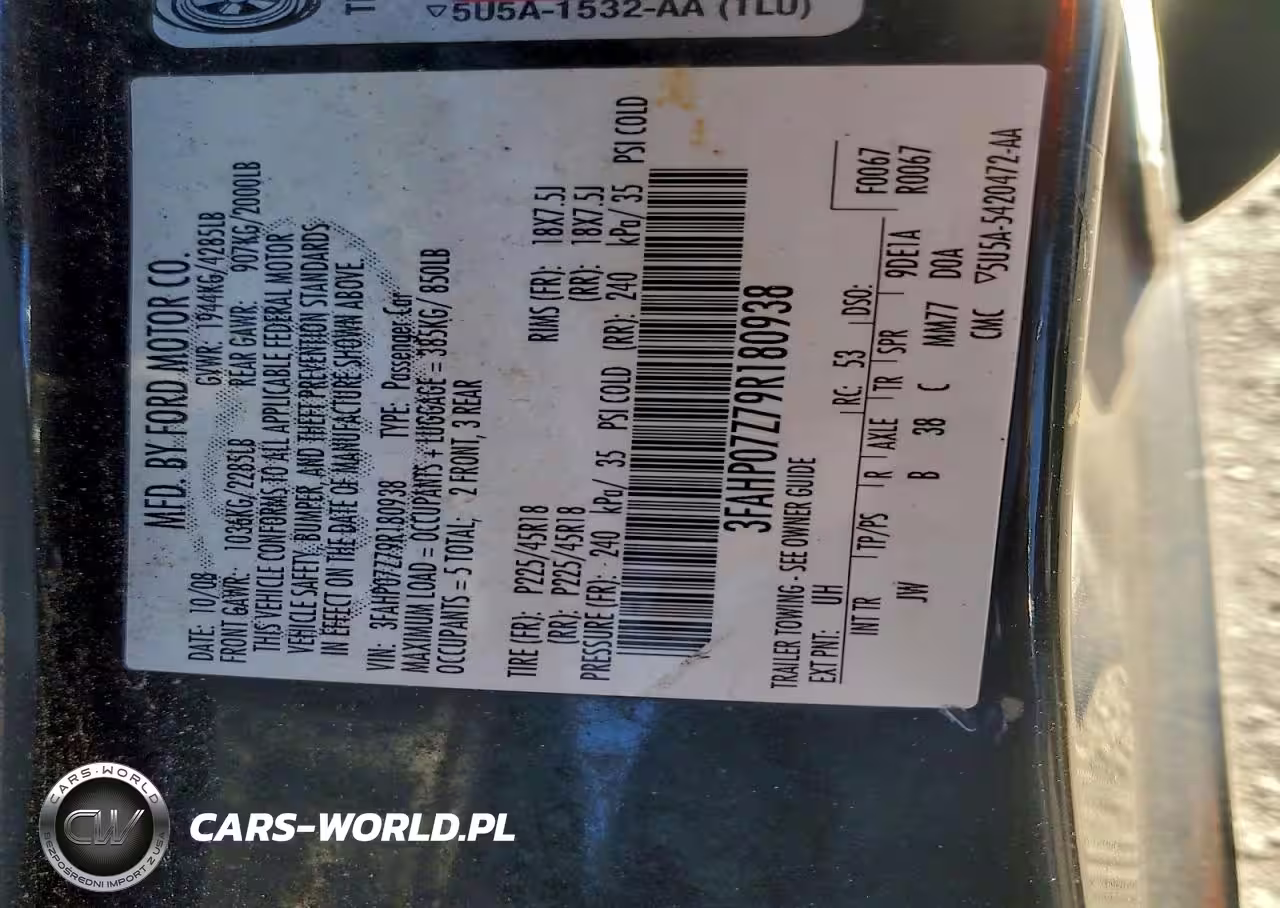 5U5A-1532-AA (TLU)
MFD. BY FORD MOTOR CO.
DATE: 10/08 GVWR: 1944KG/4285LB
FRONT GAWR: 1036KG/2285LB REAR GAWR: 907KG/2000LB
THIS VEHICLE CONFORMS TO ALL APPLICABLE FEDERAL MOTOR
VEHICLE SAFETY, BUMPER, AND THEFT PREVENTION STANDARDS
IN EFFECT ON THE DATE OF MANUFACTURE SHOWN ABOVE
VIN: 3FAHP07Z79R180938 TYPE: Passenger Car
MAXIMUM LOAD = OCCUPANTS + LUGGAGE = 385KG/ 850LB
OCCUPANTS = 5 TOTAL, 2 FRONT, 3 REAR
TIRE (FR): P225/45R18 RIMS (FR): 18X7.5J
(RR): P225/45R18 (RR): 18X7.5J
PRESSURE (FR): 240 kPa/ 35 PSI COLD (RR): 240 kPa/ 35 PSI COLD
3FAHP07Z79R180938
TRAILER TOWING - SEE OWNER GUIDE
EXT PNT: UH RC: 53 DSO: F0067
R0067
INT TR TP/PS R AXLE TR SPR 9DE1A
JW B 38 C MM77 D0A
CMC 5U5A-5420472-AA
CARS-WORLD
CW
BEZPOŚREDNI IMPORT Z USA
CARS-WORLD.PL